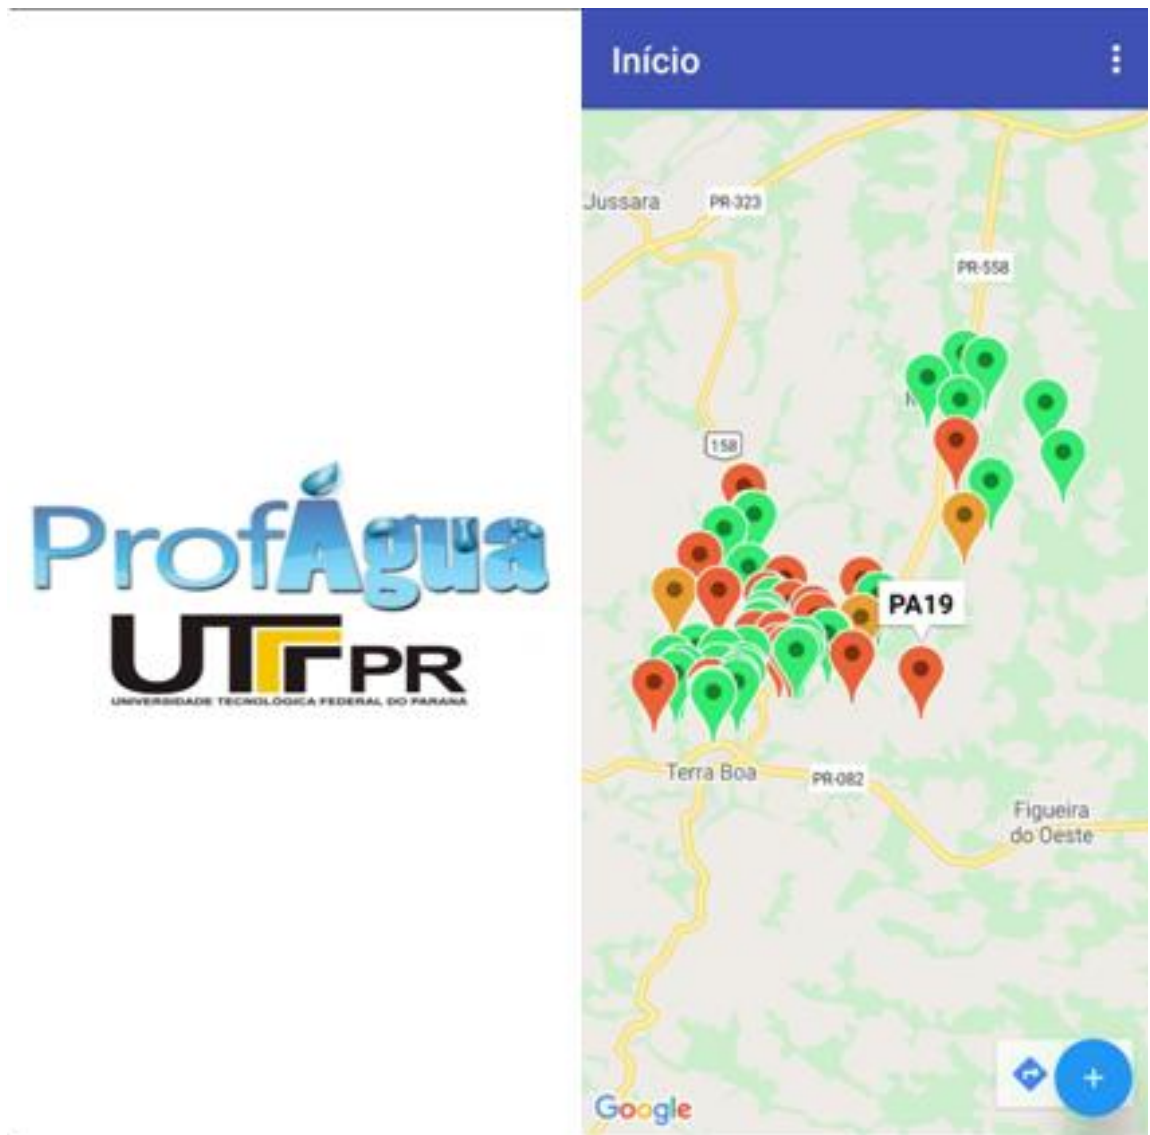 ProfÁgua
UTFPR
UNIVERSIDADE TECNOLÓGICA FEDERAL DO PARANÁ
Início
Jussara
PR-323
PR-558
158
PA19
Terra Boa
PR-082
Figueira
do Oeste
+
Google